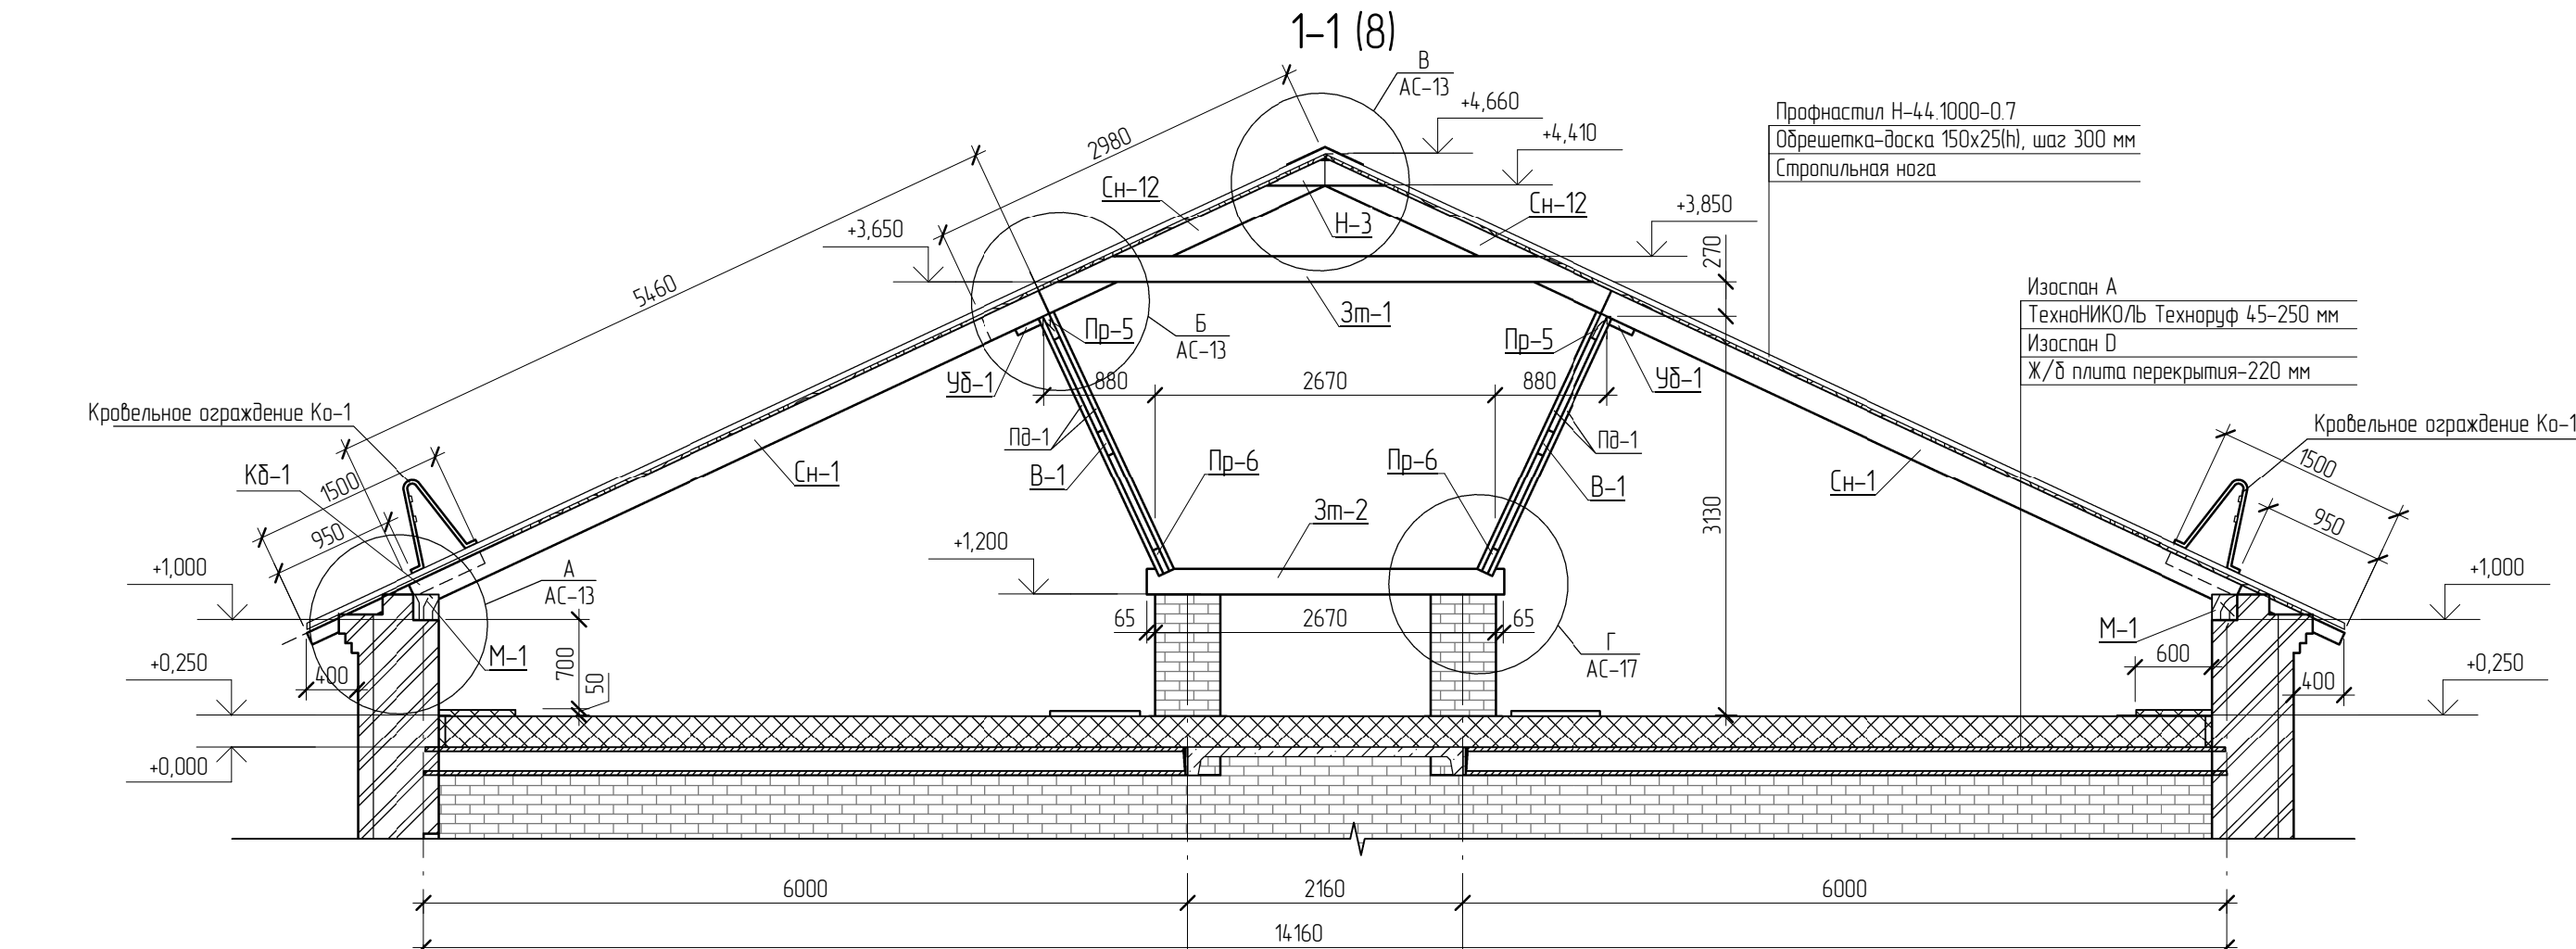 1-1 (8)
В
АС-13
+4,660
+4,410
Профнастил Н-44.1000-0.7
Обрешетка-доска 150х25(h), шаг 300 мм
Стропильная нога
2980
Сн-12
Сн-12
Н-3
+3,850
+3,650
270
5460
Зт-1
Изоспан А
ТехноНИКОЛЬ Техноруф 45-250 мм
Изоспан D
Ж/б плита перекрытия-220 мм
Пр-5
Б
АС-13
Пр-5
Уб-1
880
2670
880
Уб-1
Кровельное ограждение Ко-1
Кровельное ограждение Ко-1
Пд-1
Пд-1
Кб-1
1500
Сн-1
В-1
Пр-6
Пр-6
В-1
Сн-1
1500
950
950
3130
Зт-2
+1,200
+1,000
А
АС-13
+1,000
65
2670
65
М-1
М-1
Г
АС-17
+0,250
400
700
50
600
400
+0,250
+0,000
6000
2160
6000
14160